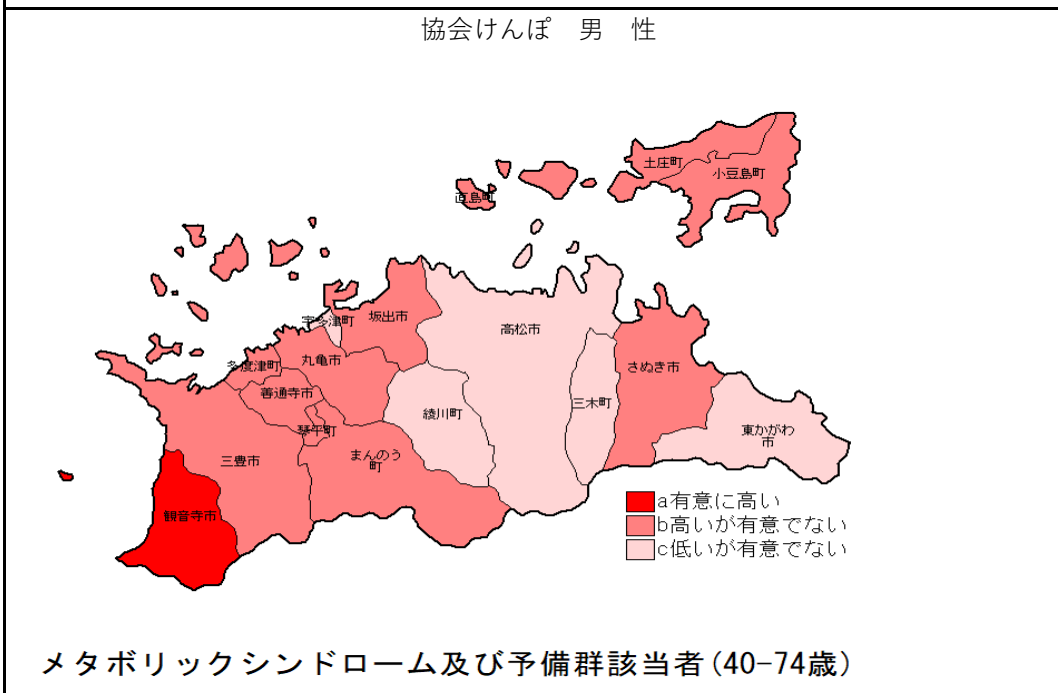 協会けんぽ　男　性
土庄町
小豆島町
直島町
宇多津町
坂出市
高松市
多度津町
丸亀市
さぬき市
善通寺市
三木町
綾川町
琴平町
東かがわ
市
三豊市
まんのう
町
観音寺市
a有意に高い
b高いが有意でない
c低いが有意でない
メタボリックシンドローム及び予備群該当者(40-74歳)